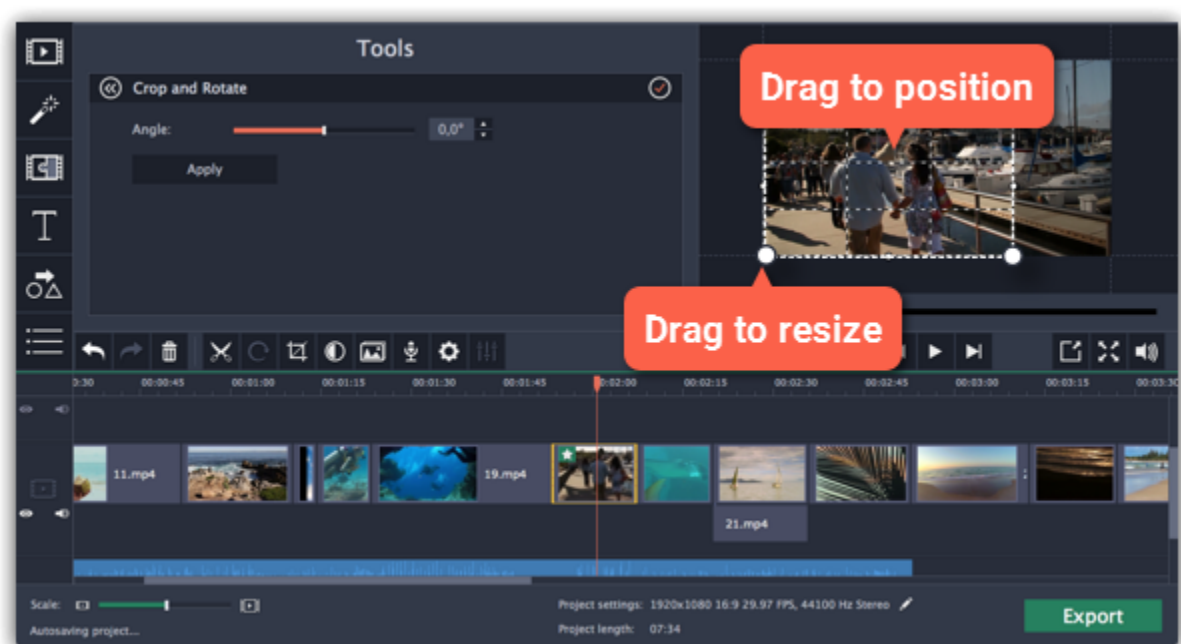 Tools
Crop and Rotate
Angle:
0,0°
Apply
Drag to position
Drag to resize
T
2:30 00:00:45 00:01:00 00:01:15 00:01:30 00:01:45 0:02:00 00:02:15 00:02:30 00:02:45 00:03:00 00:03:15 00:03:30
11.mp4
19.mp4
21.mp4
Scale:
Project settings: 1920x1080 16:9 29.97 FPS, 44100 Hz Stereo
Autosaving project...
Project length: 07:34
Export